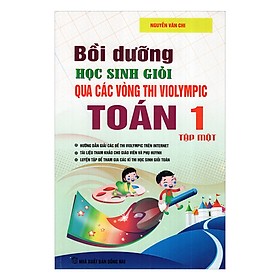 NGUYỄN VĂN CHI
Bồi dưỡng
HỌC SINH GIỎI
QUA CÁC VÒNG THI VIOLYMPIC
TOÁN 1
TẬP MỘT
HƯỚNG DẪN GIẢI CÁC ĐỀ THI VIOLYMPIC TRÊN INTERNET
TÀI LIỆU THAM KHẢO CHO GIÁO VIÊN VÀ PHỤ HUYNH
LUYỆN TẬP ĐỂ THAM GIA CÁC KÌ THI HỌC SINH GIỎI TOÁN
NHÀ XUẤT BẢN ĐỒNG NAI